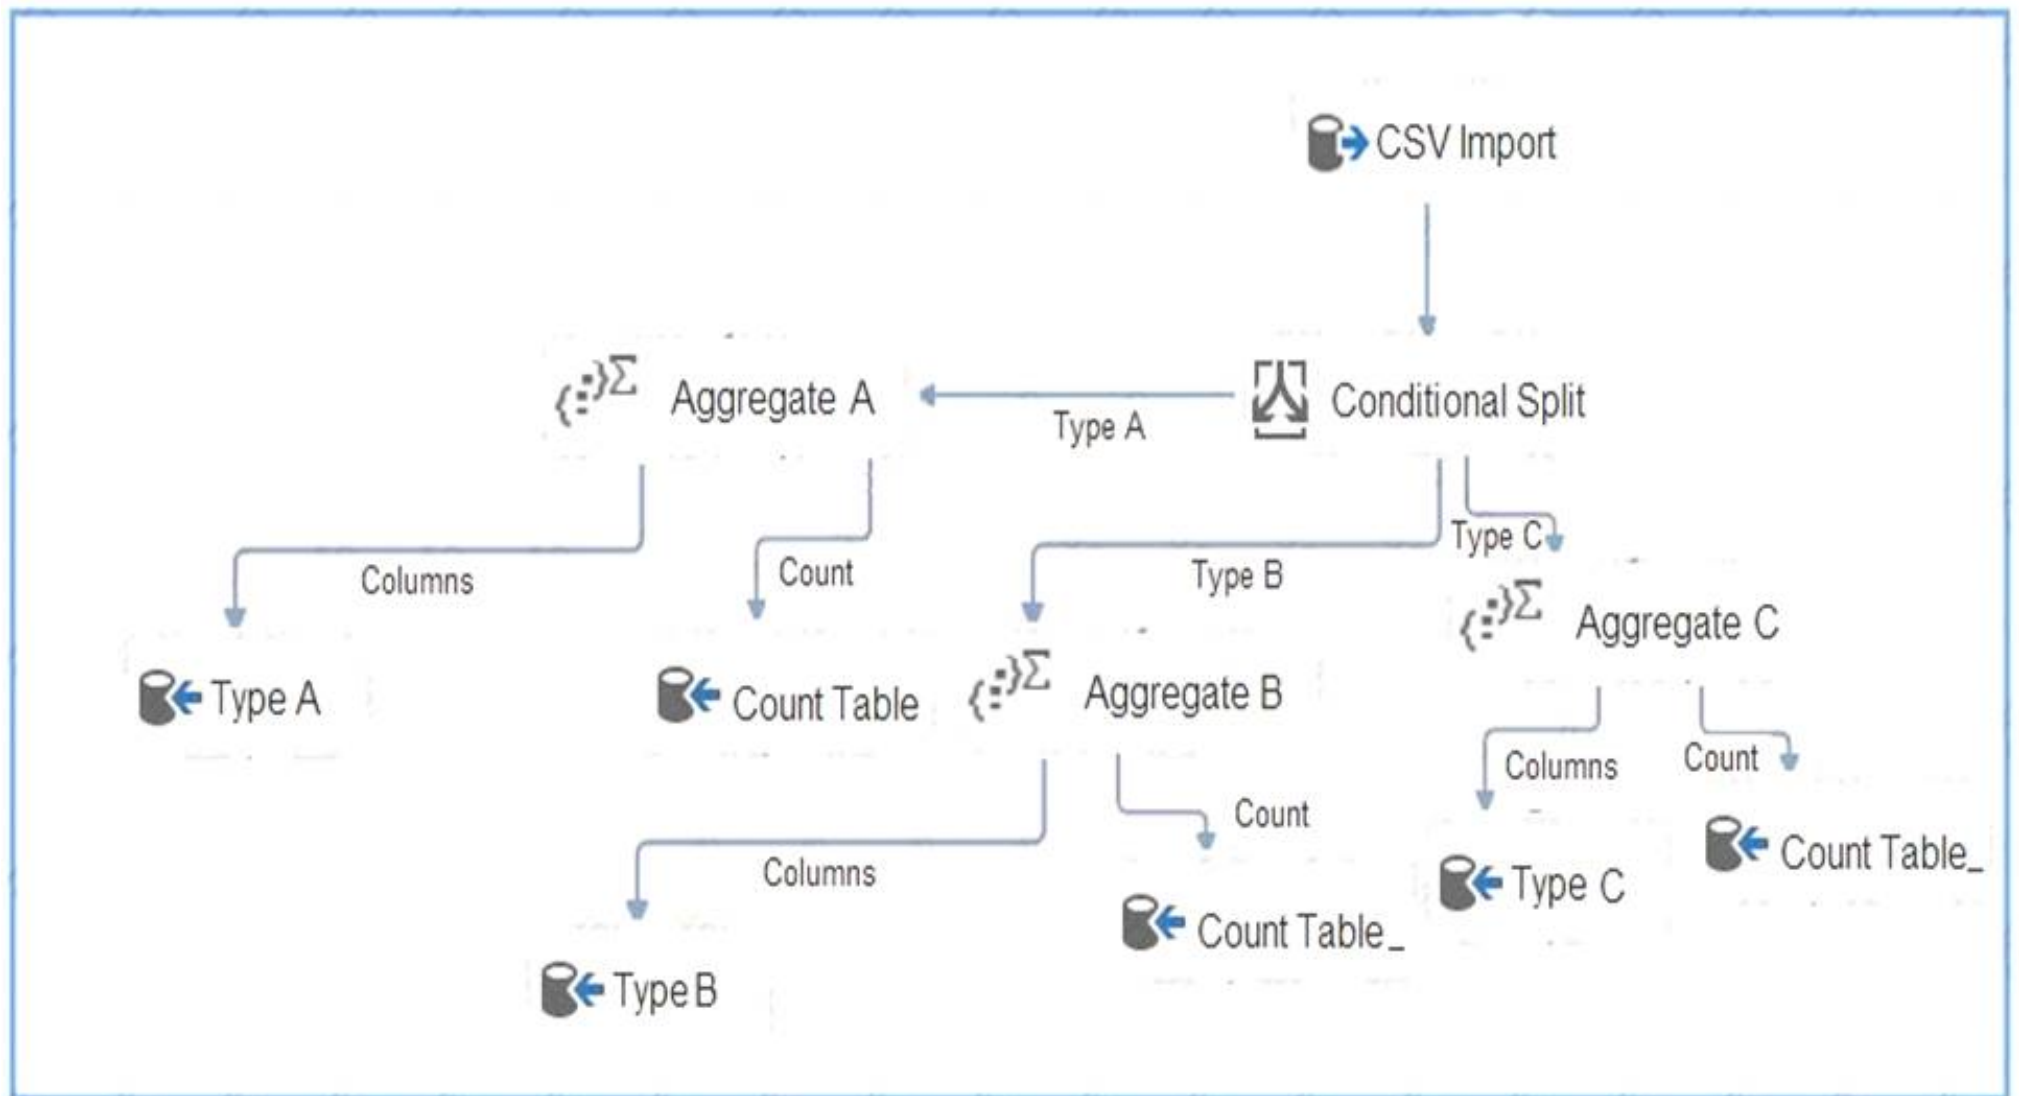 CSV Import
Aggregate A
Type A
Conditional Split
Columns
Count
Type B
Type C
Aggregate C
Type A
Count Table
Aggregate B
Columns
Count
Columns
Count
Type C
Count Table_
Count Table_
Type B